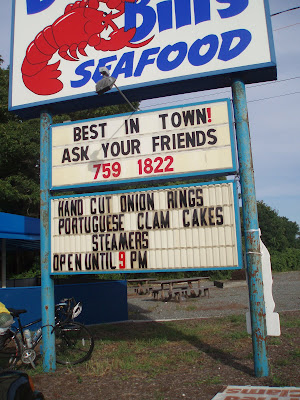 Bill's
SEAFOOD
BEST IN TOWN!
ASK YOUR FRIENDS
759 1822
HAND CUT ONION RINGS
PORTUGUESE CLAM CAKES
STEAMERS
OPEN UNTIL 9 PM